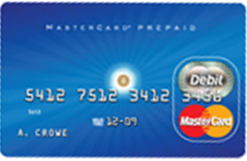 MASTERCARD® PREPAID
Debit
5412 7512 3412 3456
12-09
A. CROWE
MasterCard